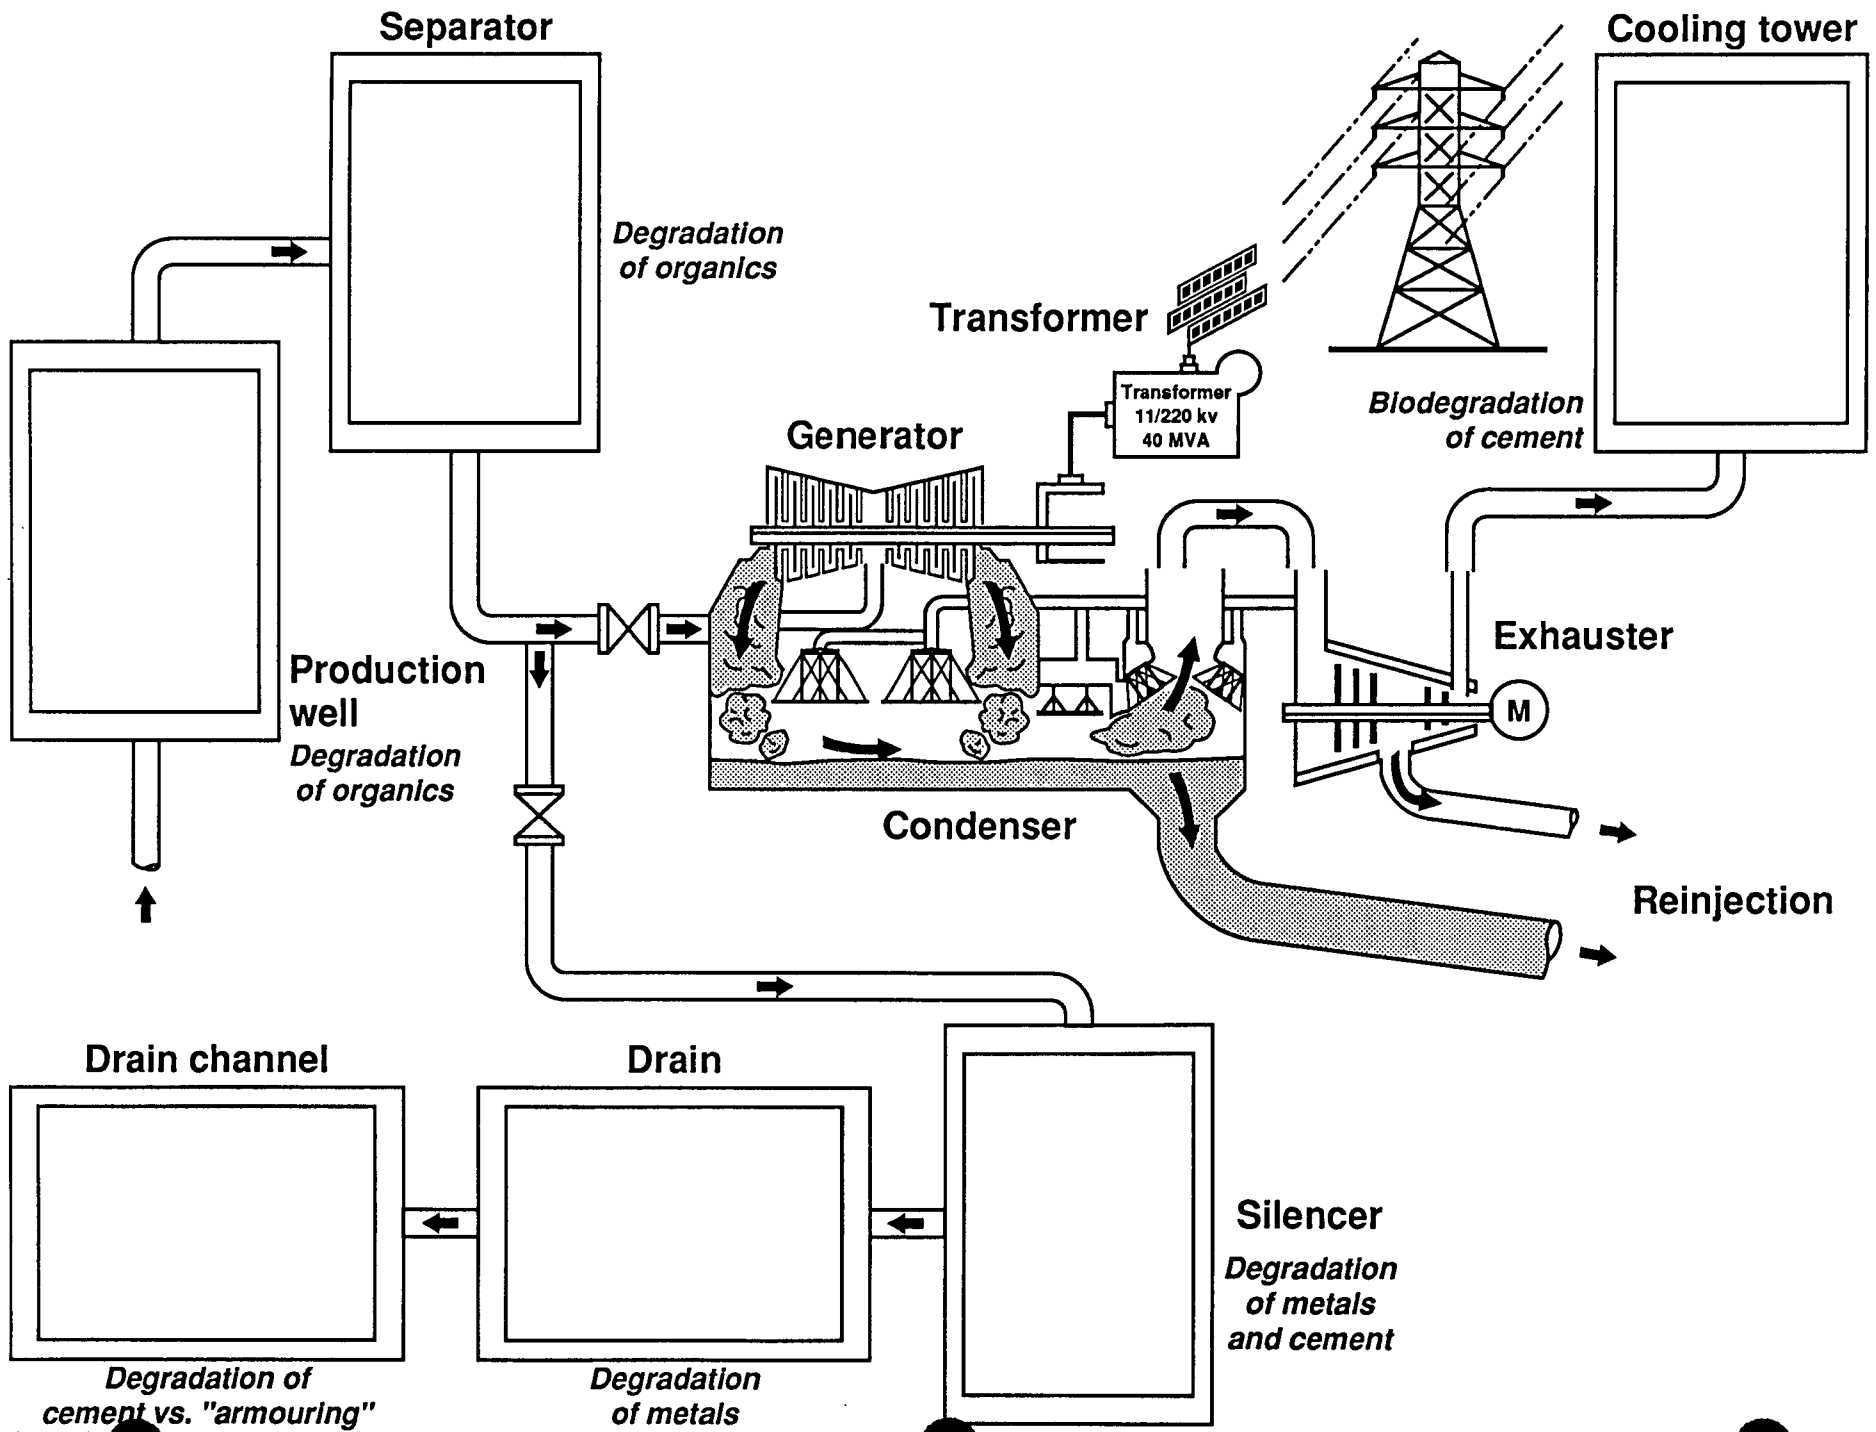 Separator
Cooling tower
Degradation
of organics
Transformer
Transformer
11/220 kv
40 MVA
Biodegradation
of cement
Generator
Production
well
Degradation
of organics
Exhauster
M
Condenser
Reinjection
Drain channel
Drain
Silencer
Degradation
of metals
and cement
Degradation of
cement vs. "armouring"
Degradation
of metals